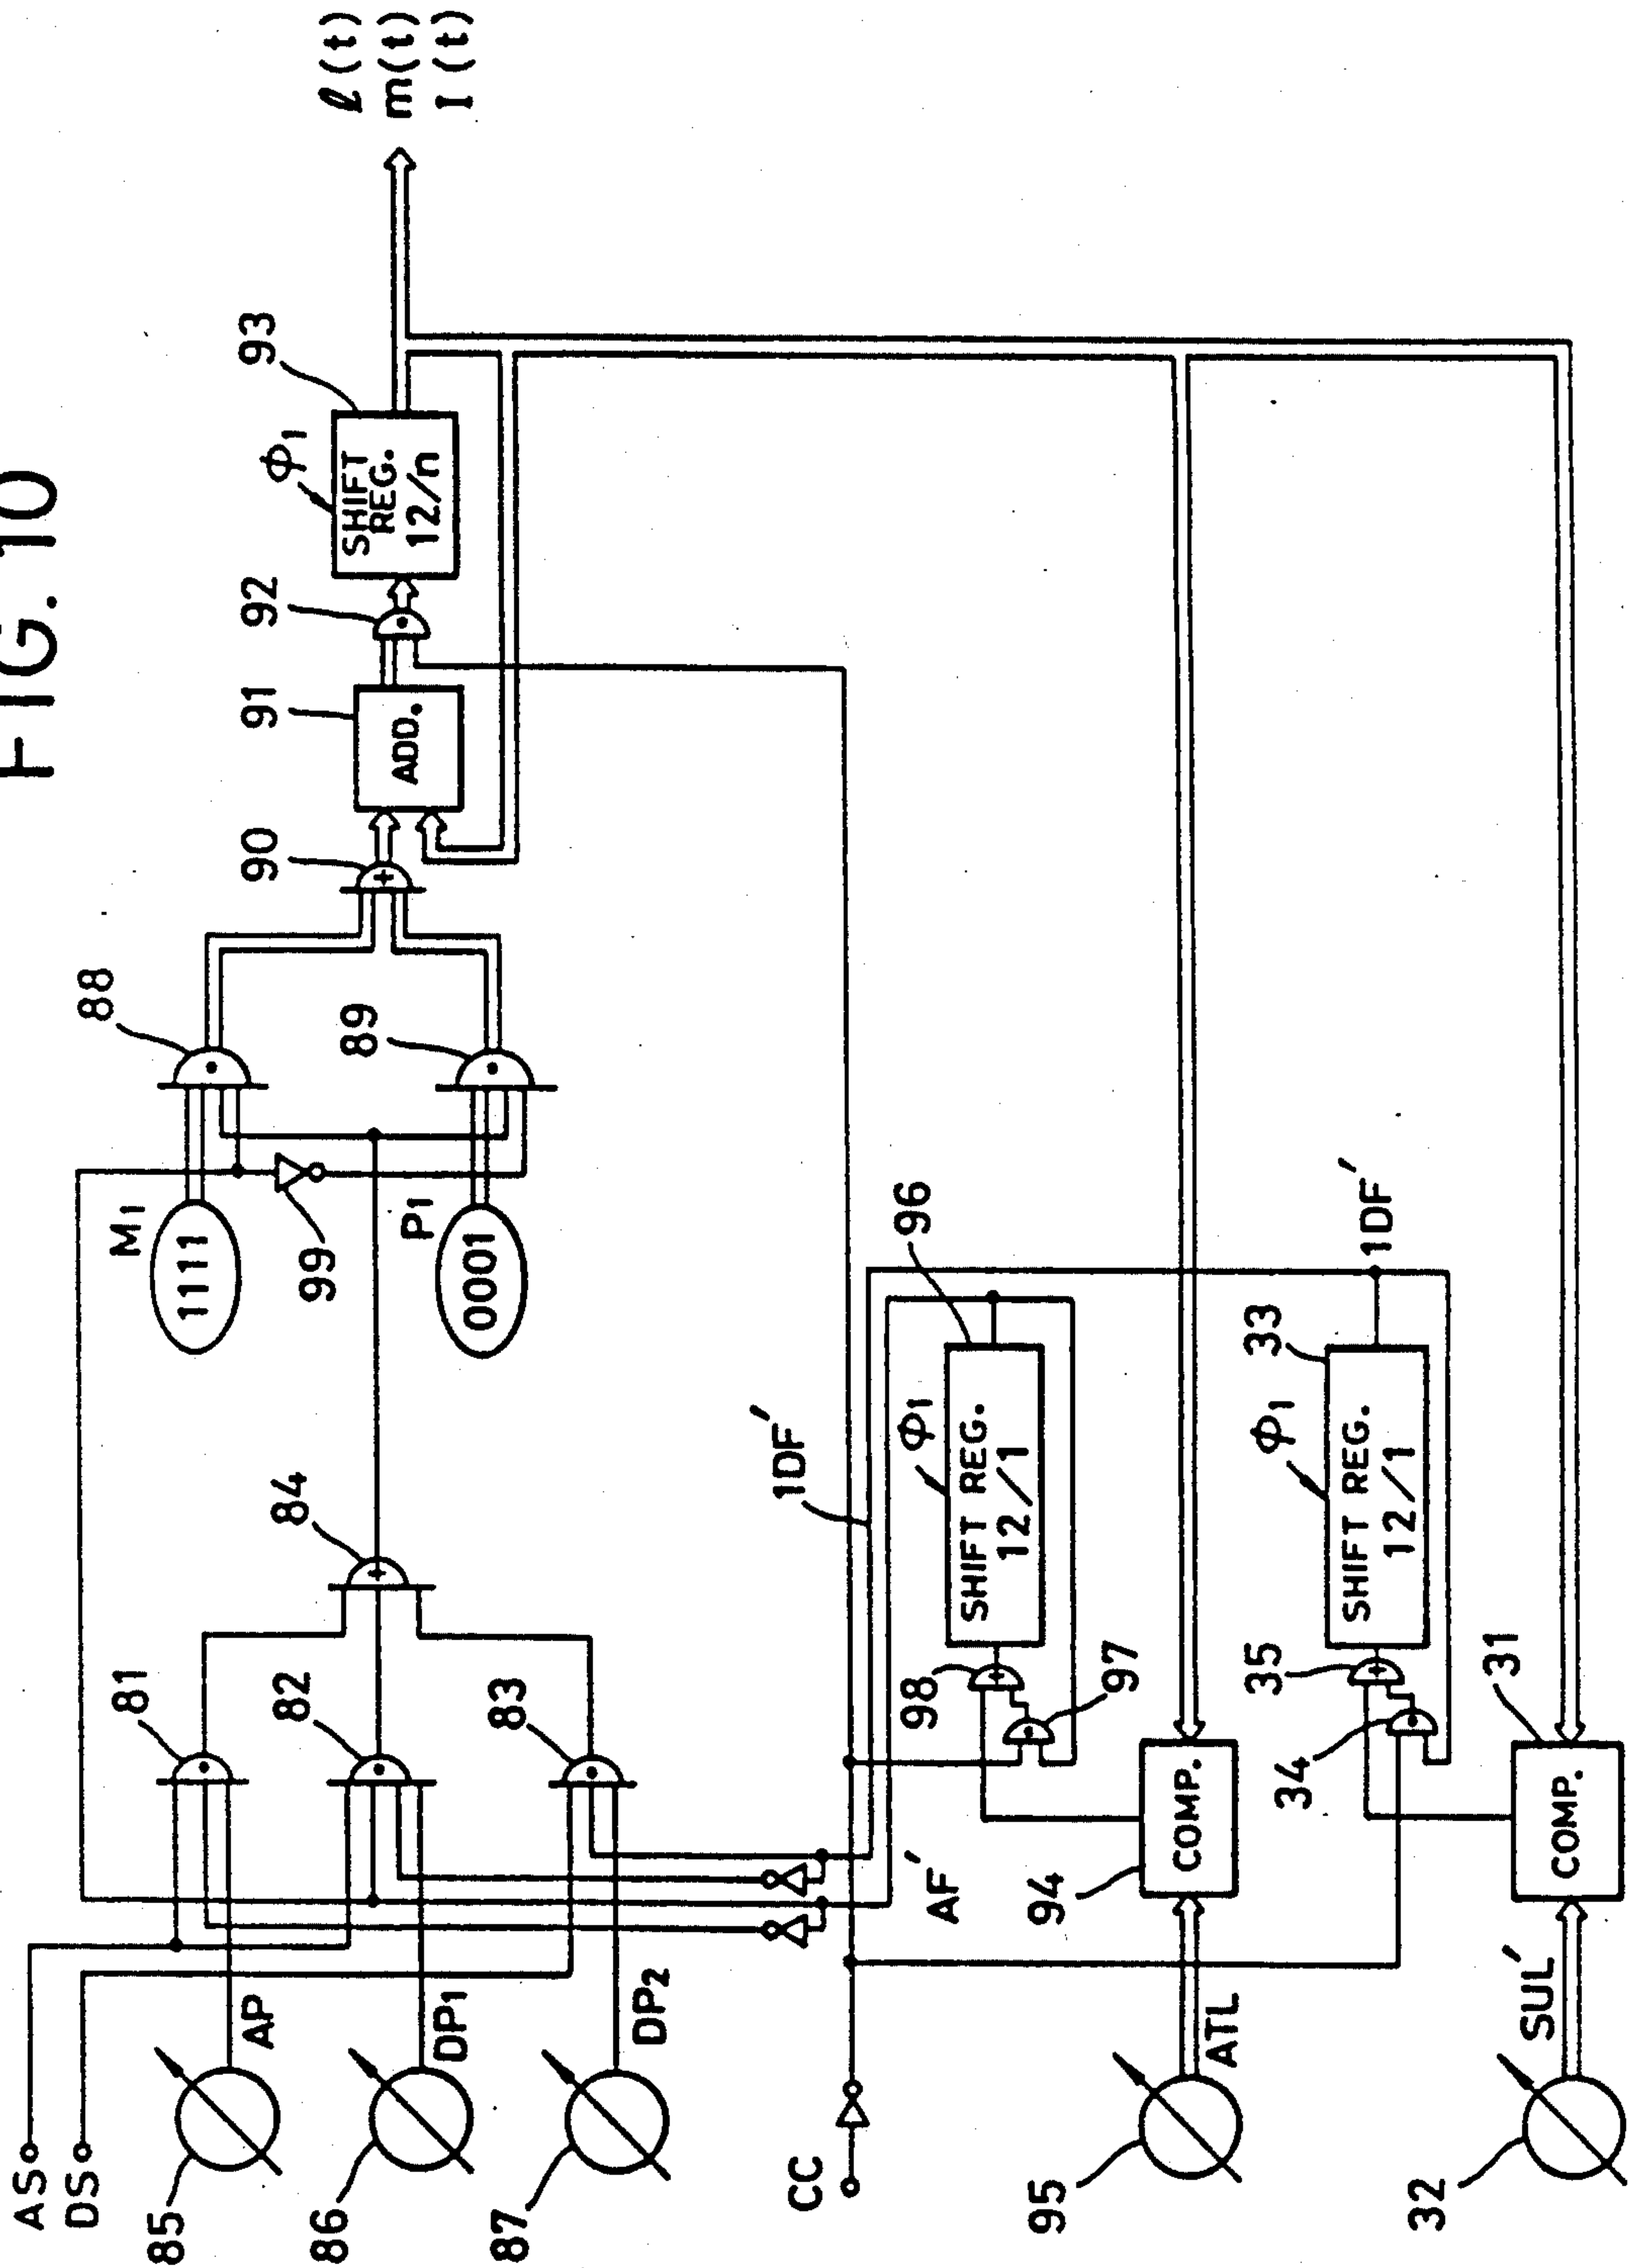 FIG. 10
ℓ(t)
m(t)
I(t)
93
φ1
SHIFT
REG.
12/n
92
91
ADD.
90
88
89
M1
1111
99
P1
0001
84
81
82
83
AS
DS
85
AP
86
DP1
87
DP2
CC
1DF′
AF′
96
φ1
SHIFT REG.
12/1
98
97
94
COMP.
95
ATL
1DF′
33
φ1
SHIFT REG.
12/1
35
34
31
COMP.
32
SUL′